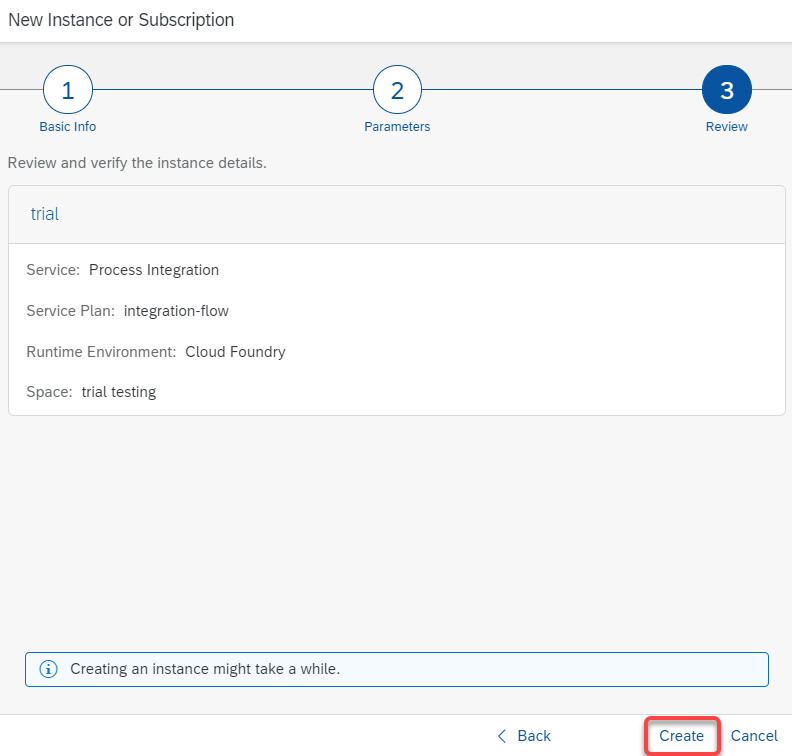 New Instance or Subscription
1 2 3
Basic Info Parameters Review
Review and verify the instance details.
trial
Service: Process Integration
Service Plan: integration-flow
Runtime Environment: Cloud Foundry
Space: trial testing
Creating an instance might take a while.
Back Create Cancel